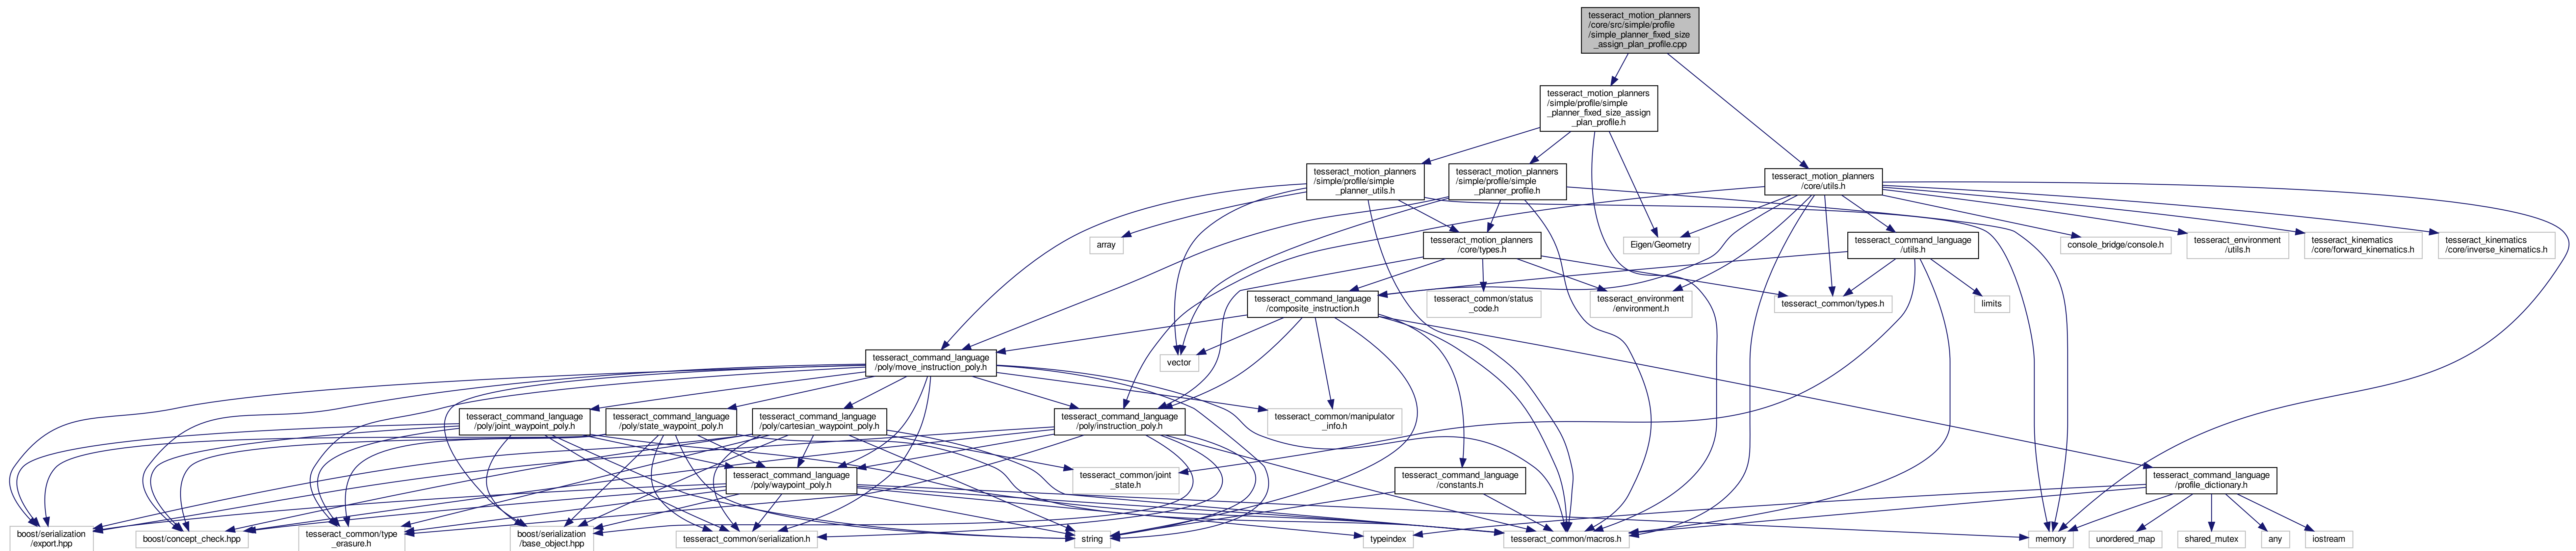 tesseract_motion_planners
/core/src/simple/profile
/simple_planner_fixed_size
_assign_plan_profile.cpp
tesseract_motion_planners
/simple/profile/simple
_planner_fixed_size_assign
_plan_profile.h
tesseract_motion_planners
/simple/profile/simple
_planner_utils.h
tesseract_motion_planners
/simple/profile/simple
_planner_profile.h
tesseract_motion_planners
/core/utils.h
array
tesseract_motion_planners
/core/types.h
Eigen/Geometry
tesseract_command_language
/utils.h
console_bridge/console.h
tesseract_environment
/utils.h
tesseract_kinematics
/core/forward_kinematics.h
tesseract_kinematics
/core/inverse_kinematics.h
tesseract_command_language
/composite_instruction.h
tesseract_common/status
_code.h
tesseract_environment
/environment.h
tesseract_common/types.h
limits
tesseract_command_language
/poly/move_instruction_poly.h
vector
tesseract_command_language
/poly/joint_waypoint_poly.h
tesseract_command_language
/poly/state_waypoint_poly.h
tesseract_command_language
/poly/cartesian_waypoint_poly.h
tesseract_command_language
/poly/instruction_poly.h
tesseract_common/manipulator
_info.h
tesseract_command_language
/poly/waypoint_poly.h
tesseract_common/joint
_state.h
tesseract_command_language
/constants.h
tesseract_command_language
/profile_dictionary.h
boost/serialization
/export.hpp
boost/concept_check.hpp
tesseract_common/type
_erasure.h
boost/serialization
/base_object.hpp
tesseract_common/serialization.h
string
typeindex
tesseract_common/macros.h
memory
unordered_map
shared_mutex
any
iostream